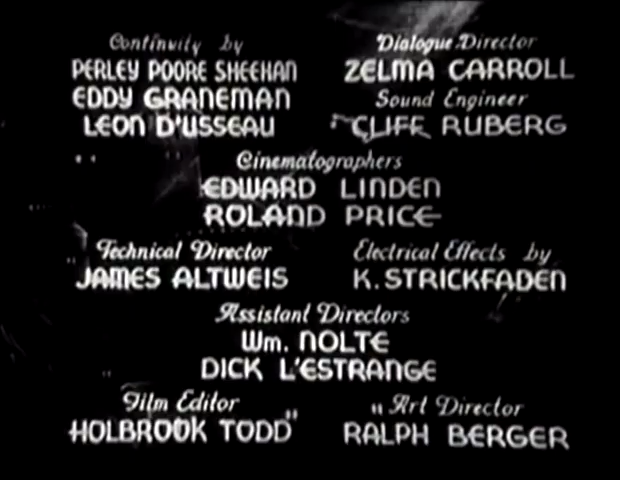 Continuity by
PERLEY POORE SHEEHAN
EDDY GRANEMAN
LEON D'USSEAU
Dialogue Director
ZELMA CARROLL
Sound Engineer
CLIFF RUBERG
Cinematographers
EDWARD LINDEN
ROLAND PRICE
Technical Director
JAMES ALTWEIS
Electrical Effects by
K. STRICKFADEN
Assistant Directors
Wm. NOLTE
DICK L'ESTRANGE
Film Editor
HOLBROOK TODD
Art Director
RALPH BERGER